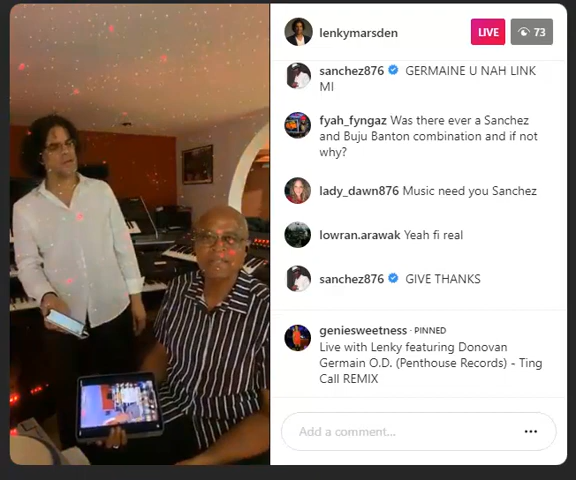 lenkymarsden
LIVE
73
sanchez876 GERMAINE U NAH LINK
MI
fyah_fyngaz Was there ever a Sanchez
and Buju Banton combination and if not
why?
lady_dawn876 Music need you Sanchez
lowran.arawak Yeah fi real
sanchez876 GIVE THANKS
geniesweetness · PINNED
Live with Lenky featuring Donovan
Germain O.D. (Penthouse Records) - Ting
Call REMIX
Add a comment...